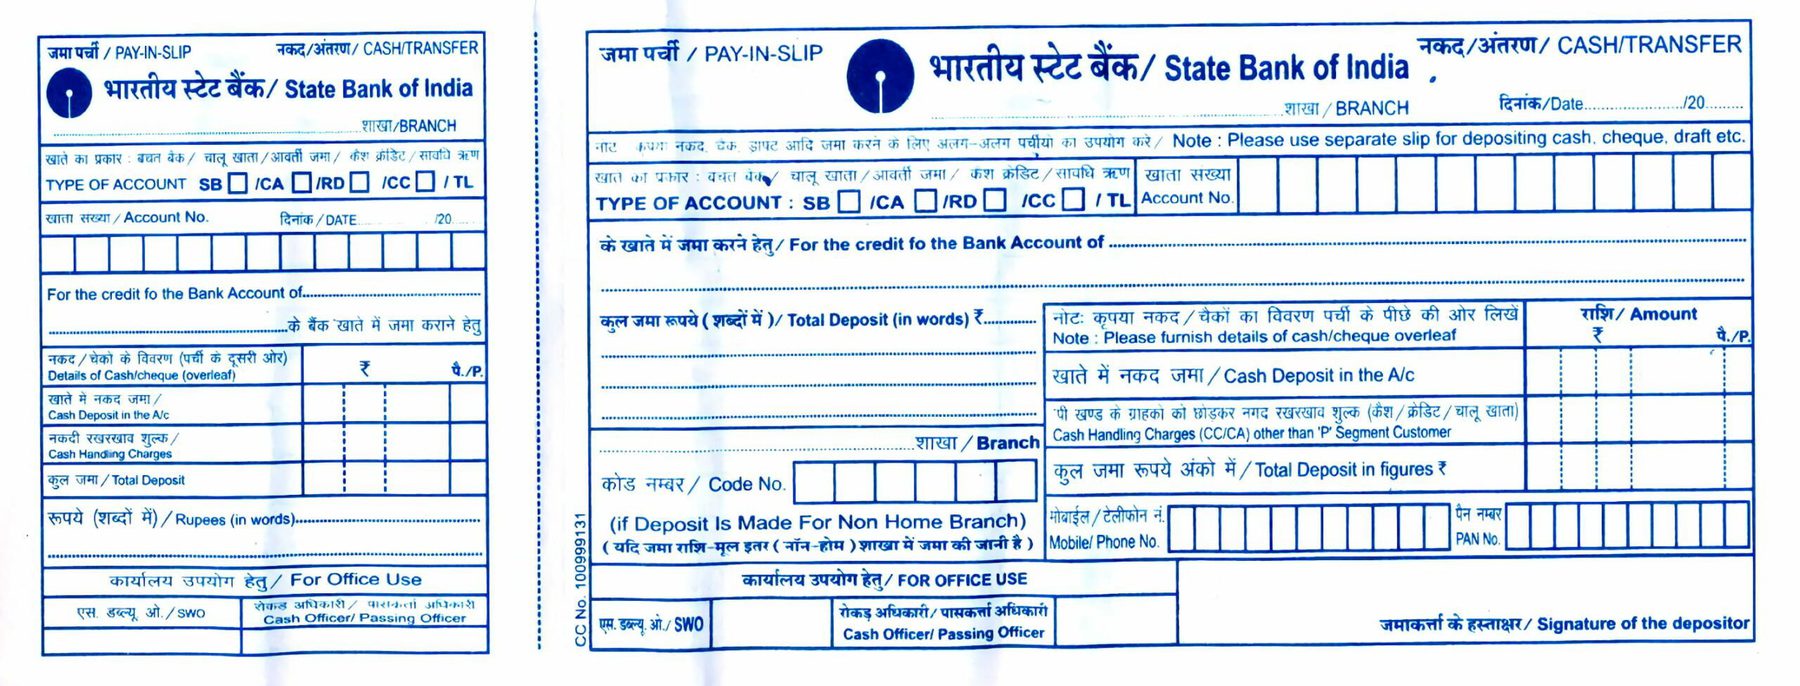 जमा पर्ची / PAY-IN-SLIP नकद/अंतरण/ CASH/TRANSFER
भारतीय स्टेट बैंक/ State Bank of India
शाखा/BRANCH
खाते का प्रकार : बचत बैंक/ चालू खाता/आवर्ती जमा/ कैश क्रेडिट/सावधि ऋण
TYPE OF ACCOUNT SB /CA /RD /CC / TL
खाता संख्या/Account No. दिनांक/DATE /20
For the credit fo the Bank Account of
के बैंक खाते में जमा कराने हेतु
नकद/चेकों के विवरण (पर्ची के दूसरी ओर)
Details of Cash/cheque (overleaf) ₹ पै./P.
खाते में नकद जमा/
Cash Deposit in the A/c
नकदी रखरखाव शुल्क/
Cash Handling Charges
कुल जमा/Total Deposit
रूपये (शब्दों में)/Rupees (in words)
कार्यालय उपयोग हेतु/ For Office Use
एस. डब्ल्यू. ओ./SWO
रोकड़ अधिकारी/ पासकर्त्ता अधिकारी
Cash Officer/ Passing Officer
जमा पर्ची / PAY-IN-SLIP नकद/अंतरण/ CASH/TRANSFER
भारतीय स्टेट बैंक/ State Bank of India
शाखा/BRANCH दिनांक/Date /20
नोट कृपया नकद, चेक, ड्राफ्ट आदि जमा करने के लिए अलग-अलग पर्चीयों का उपयोग करे/ Note : Please use separate slip for depositing cash, cheque, draft etc.
खाते का प्रकार : बचत बैंक/ चालू खाता/आवर्ती जमा/ कैश क्रेडिट/सावधि ऋण
TYPE OF ACCOUNT : SB /CA /RD /CC / TL
खाता संख्या
Account No.
के खाते में जमा करने हेतु/ For the credit fo the Bank Account of
कुल जमा रूपये (शब्दों में)/ Total Deposit (in words) ₹
शाखा/Branch
कोड नम्बर/ Code No.
(if Deposit Is Made For Non Home Branch)
(यदि जमा राशि-मूल इतर (नॉन-होम) शाखा में जमा की जानी है)
नोटः कृपया नकद/चेकों का विवरण पर्ची के पीछे की ओर लिखें
Note : Please furnish details of cash/cheque overleaf
राशि/ Amount
₹ पै./P.
खाते में नकद जमा/Cash Deposit in the A/c
'पी खण्ड के ग्राहकों को छोड़कर नगद रखरखाव शुल्क (कैश/क्रेडिट/चालू खाता)
Cash Handling Charges (CC/CA) other than 'P' Segment Customer
कुल जमा रूपये अंको में/Total Deposit in figures ₹
मोबाईल/टेलीफोन नं.
Mobile/ Phone No.
पैन नम्बर
PAN No.
कार्यालय उपयोग हेतु/ FOR OFFICE USE
एस. डब्ल्यू. ओ./ SWO
रोकड़ अधिकारी/ पासकर्त्ता अधिकारी
Cash Officer/ Passing Officer
जमाकर्त्ता के हस्ताक्षर/ Signature of the depositor
CC No. 100999131